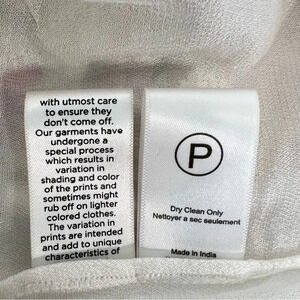 with utmost care
to ensure they
don't come off.
Our garments have
undergone a
special process
which results in
variation in
shading and color
of the prints and
sometimes might
rub off on lighter
colored clothes.
The variation in
prints are intended
and add to unique
characteristics of
P
Dry Clean Only
Nettoyer a sec seulement
Made in India